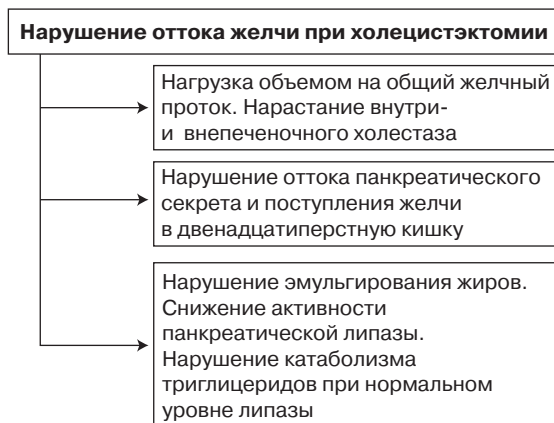 Нарушение оттока желчи при холецистэктомии
Нагрузка объемом на общий желчный
проток. Нарастание внутри-
и внепеченочного холестаза
Нарушение оттока панкреатического
секрета и поступления желчи
в двенадцатиперстную кишку
Нарушение эмульгирования жиров.
Снижение активности
панкреатической липазы.
Нарушение катаболизма
триглицеридов при нормальном
уровне липазы